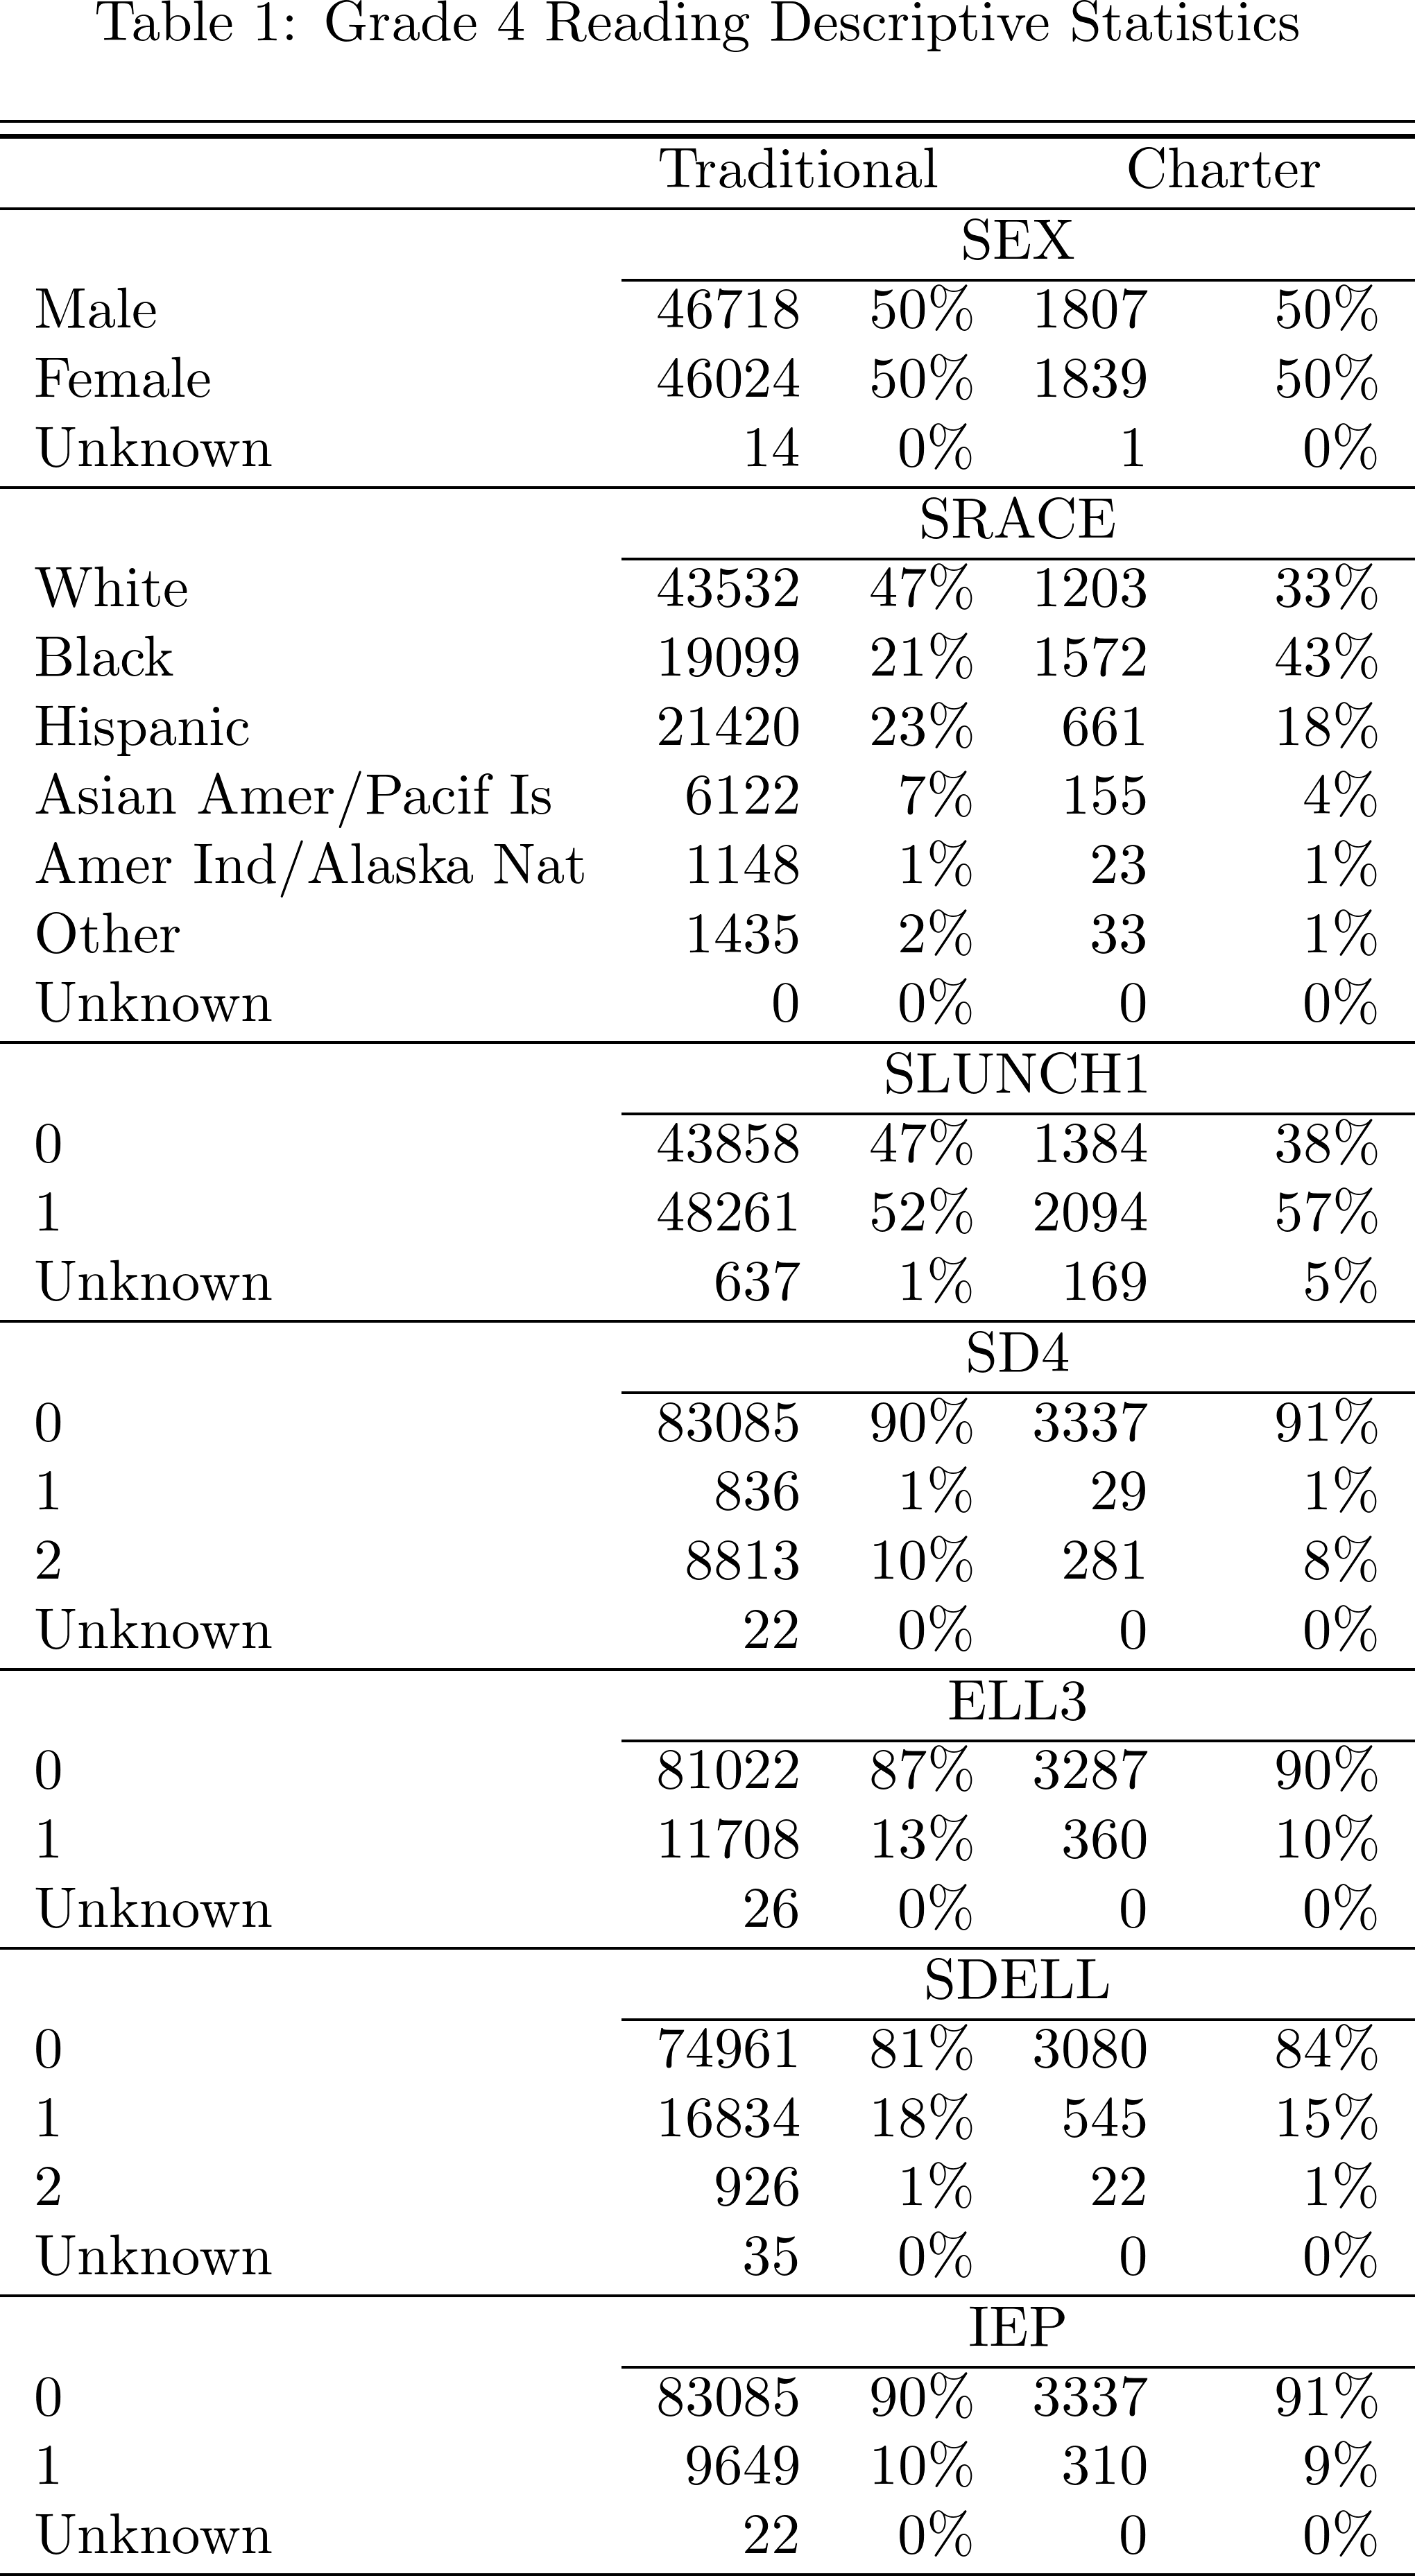 Table 1: Grade 4 Reading Descriptive Statistics
Traditional Charter
SEX
Male 46718 50% 1807 50%
Female 46024 50% 1839 50%
Unknown 14 0% 1 0%
SRACE
White 43532 47% 1203 33%
Black 19099 21% 1572 43%
Hispanic 21420 23% 661 18%
Asian Amer/Pacif Is 6122 7% 155 4%
Amer Ind/Alaska Nat 1148 1% 23 1%
Other 1435 2% 33 1%
Unknown 0 0% 0 0%
SLUNCH1
0 43858 47% 1384 38%
1 48261 52% 2094 57%
Unknown 637 1% 169 5%
SD4
0 83085 90% 3337 91%
1 836 1% 29 1%
2 8813 10% 281 8%
Unknown 22 0% 0 0%
ELL3
0 81022 87% 3287 90%
1 11708 13% 360 10%
Unknown 26 0% 0 0%
SDELL
0 74961 81% 3080 84%
1 16834 18% 545 15%
2 926 1% 22 1%
Unknown 35 0% 0 0%
IEP
0 83085 90% 3337 91%
1 9649 10% 310 9%
Unknown 22 0% 0 0%